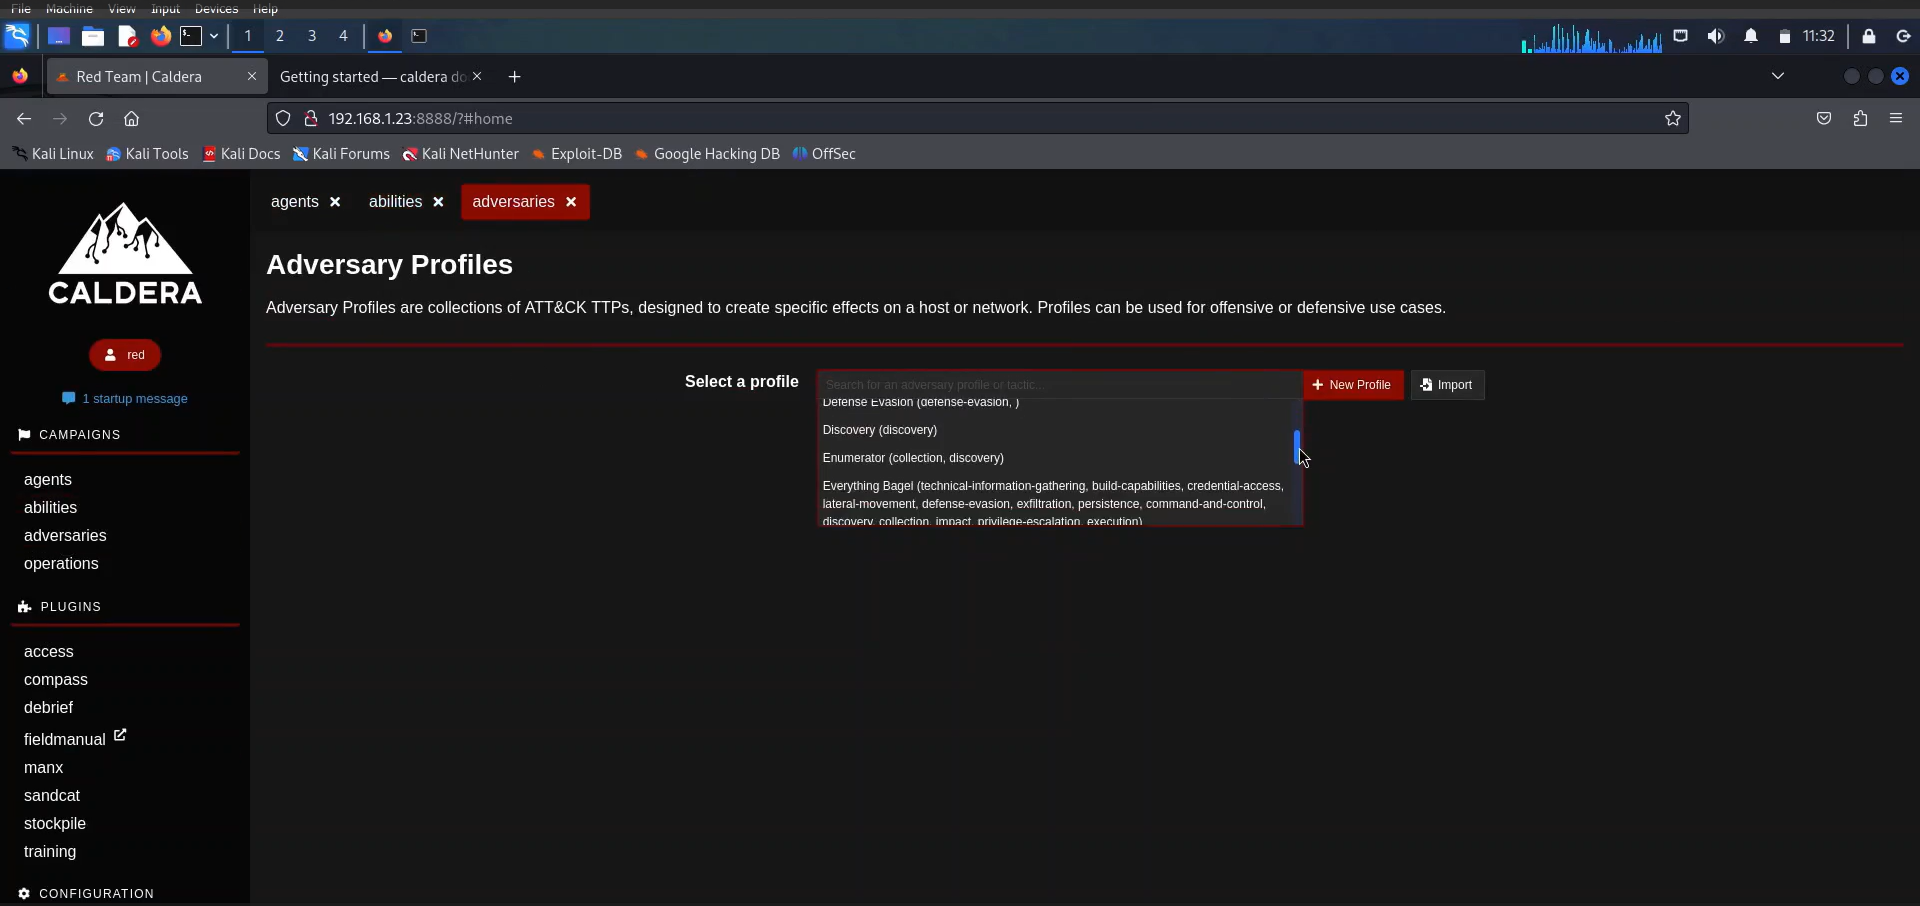 File Machine View Input Devices Help
1 2 3 4
11:32
Red Team | Caldera
Getting started — caldera do
192.168.1.23:8888/?#home
Kali Linux Kali Tools Kali Docs Kali Forums Kali NetHunter Exploit-DB Google Hacking DB OffSec
agents abilities adversaries
CALDERA
Adversary Profiles
Adversary Profiles are collections of ATT&CK TTPs, designed to create specific effects on a host or network. Profiles can be used for offensive or defensive use cases.
red
Select a profile
Search for an adversary profile or tactic...
New Profile
Import
Defense Evasion (defense-evasion, )
Discovery (discovery)
Enumerator (collection, discovery)
Everything Bagel (technical-information-gathering, build-capabilities, credential-access,
lateral-movement, defense-evasion, exfiltration, persistence, command-and-control,
discovery, collection, impact, privilege-escalation, execution)
1 startup message
CAMPAIGNS
agents
abilities
adversaries
operations
PLUGINS
access
compass
debrief
fieldmanual
manx
sandcat
stockpile
training
CONFIGURATION